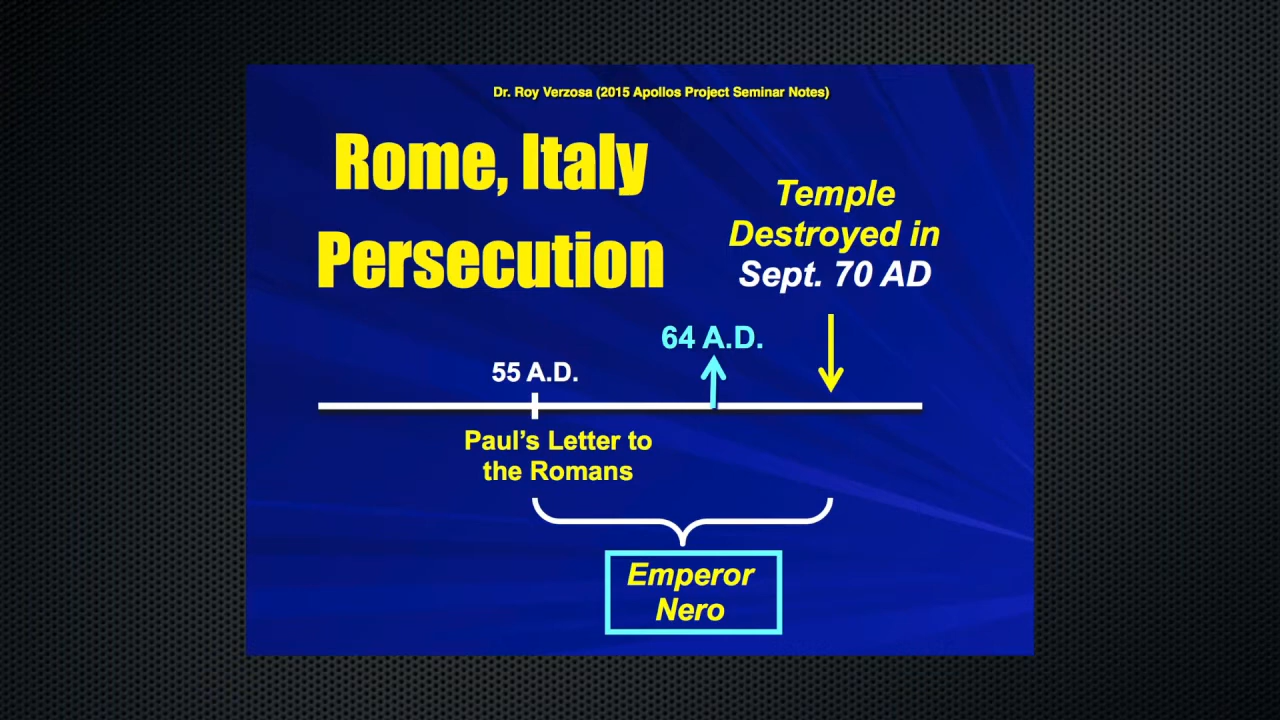 Dr. Roy Verzosa (2015 Apollos Project Seminar Notes)
Rome, Italy
Persecution
Temple
Destroyed in
Sept. 70 AD
64 A.D.
55 A.D.
Paul’s Letter to
the Romans
Emperor
Nero